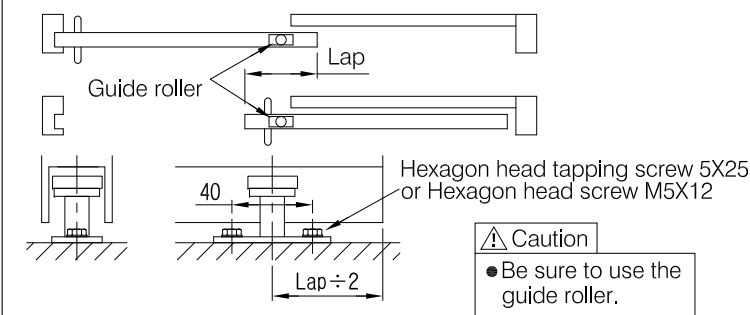 Lap
Guide roller
Hexagon head tapping screw 5X25
or Hexagon head screw M5X12
40
Lap÷2
⚠ Caution
●Be sure to use the
guide roller.